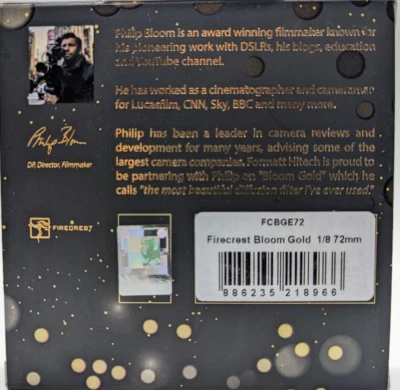 Philip Bloom is an award winning filmmaker known for
his pioneering work with DSLRs, his blogs, education
and YouTube channel.
He has worked as a cinematographer and cameraman
for Lucasfilm, CNN, Sky, BBC and many more.
Philip Bloom
DP, Director, Filmmaker
Philip has been a leader in camera reviews and
development for many years, advising some of the
largest camera companies. Formatt Hitech is proud to
be partnering with Philip on "Bloom Gold" which he
calls "the most beautiful diffusion filter I've ever used."
FIRECREST
FCBGE72
Firecrest Bloom Gold 1/8 72mm
886235 218966